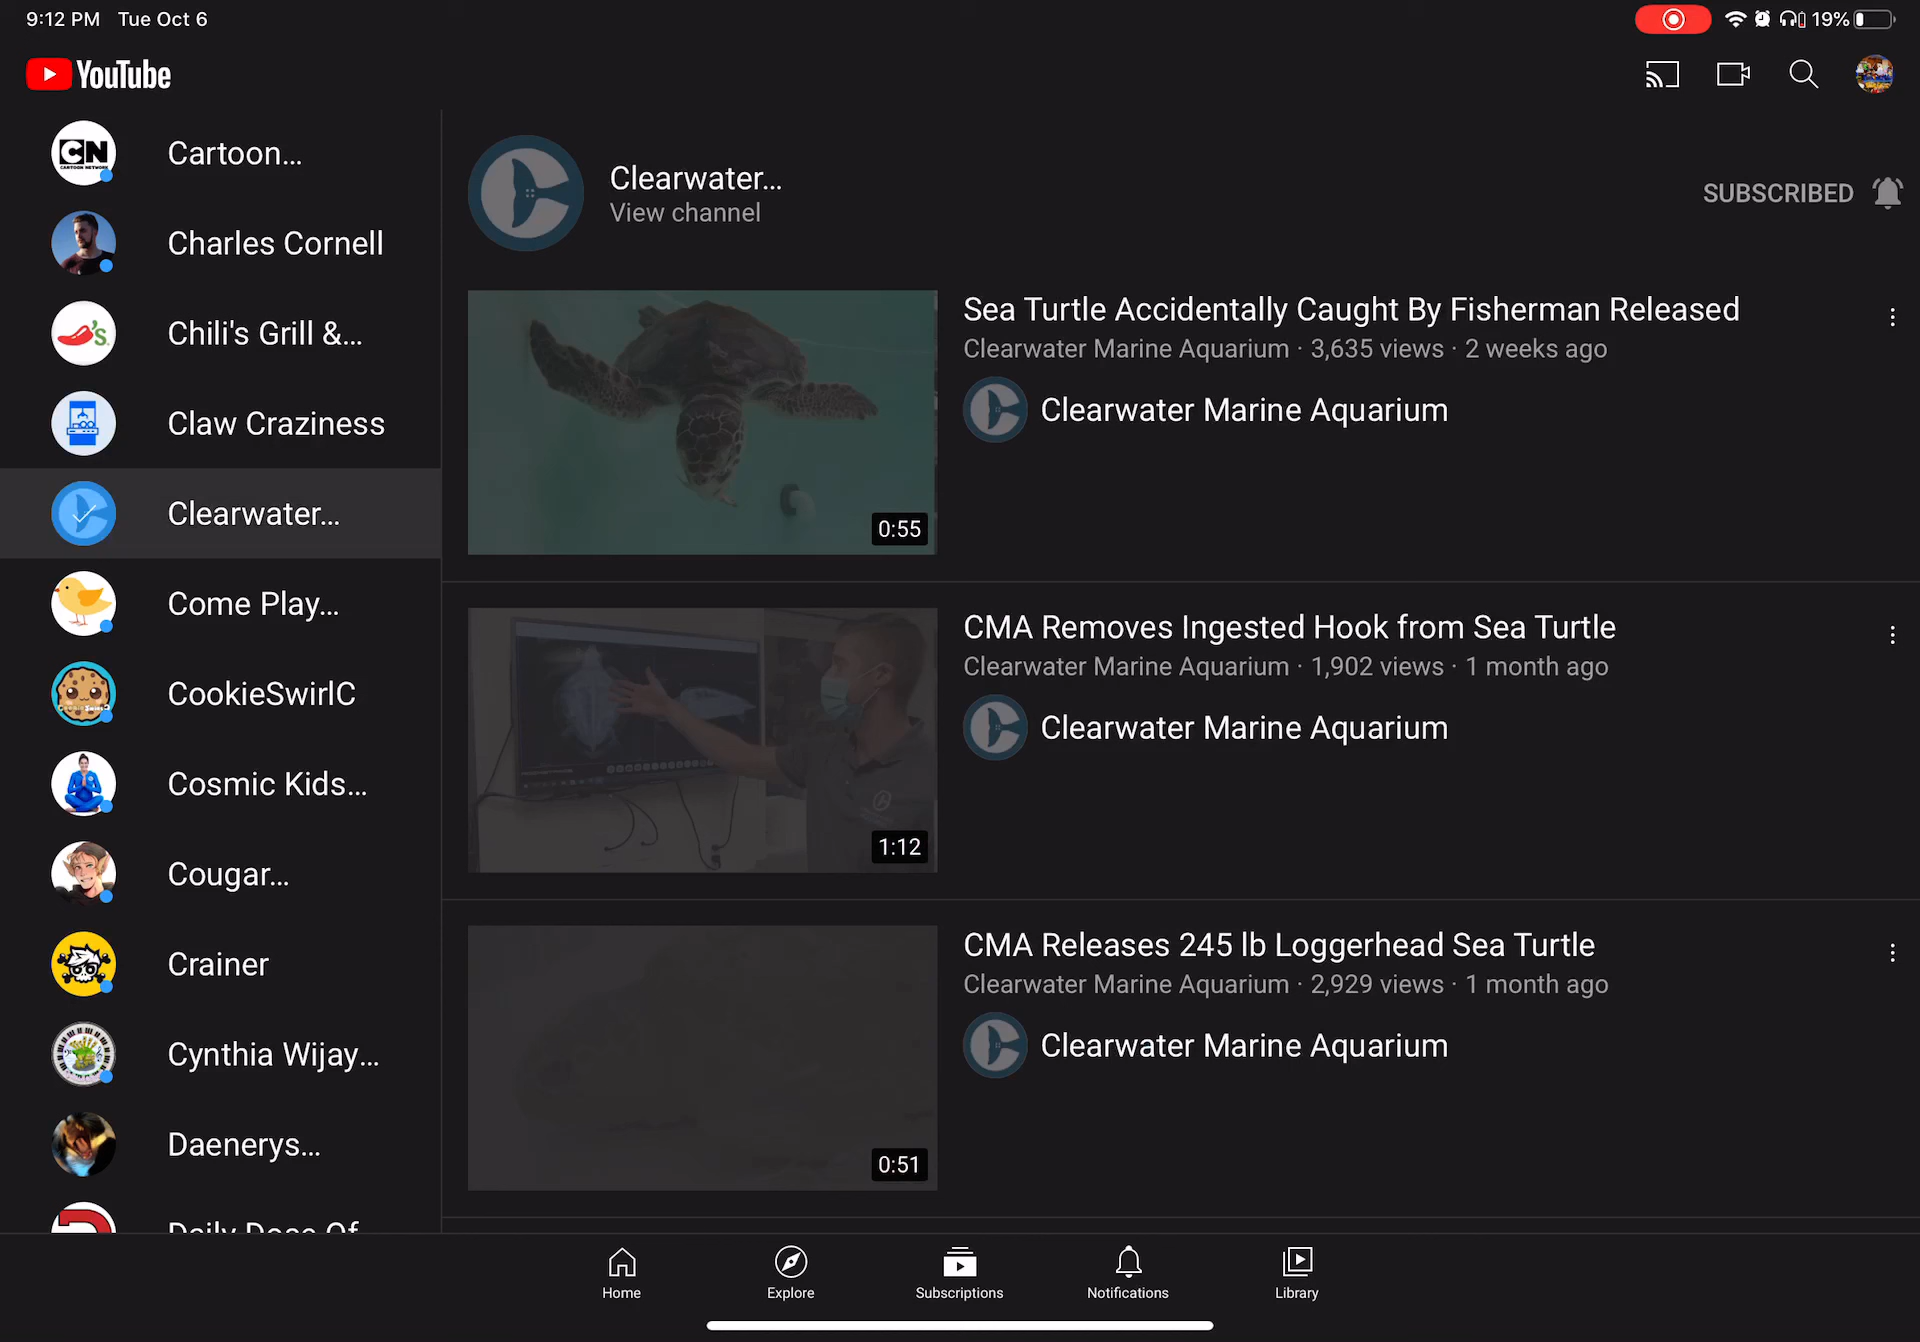 9:12 PM Tue Oct 6
19%
YouTube
Cartoon...
Charles Cornell
Chili's Grill &...
Claw Craziness
Clearwater...
Come Play...
CookieSwirlC
Cosmic Kids...
Cougar...
Crainer
Cynthia Wijay...
Daenerys...
Daily Dose Of
Clearwater...
View channel
SUBSCRIBED
Sea Turtle Accidentally Caught By Fisherman Released
Clearwater Marine Aquarium · 3,635 views · 2 weeks ago
Clearwater Marine Aquarium
0:55
CMA Removes Ingested Hook from Sea Turtle
Clearwater Marine Aquarium · 1,902 views · 1 month ago
Clearwater Marine Aquarium
1:12
CMA Releases 245 lb Loggerhead Sea Turtle
Clearwater Marine Aquarium · 2,929 views · 1 month ago
Clearwater Marine Aquarium
0:51
Home
Explore
Subscriptions
Notifications
Library